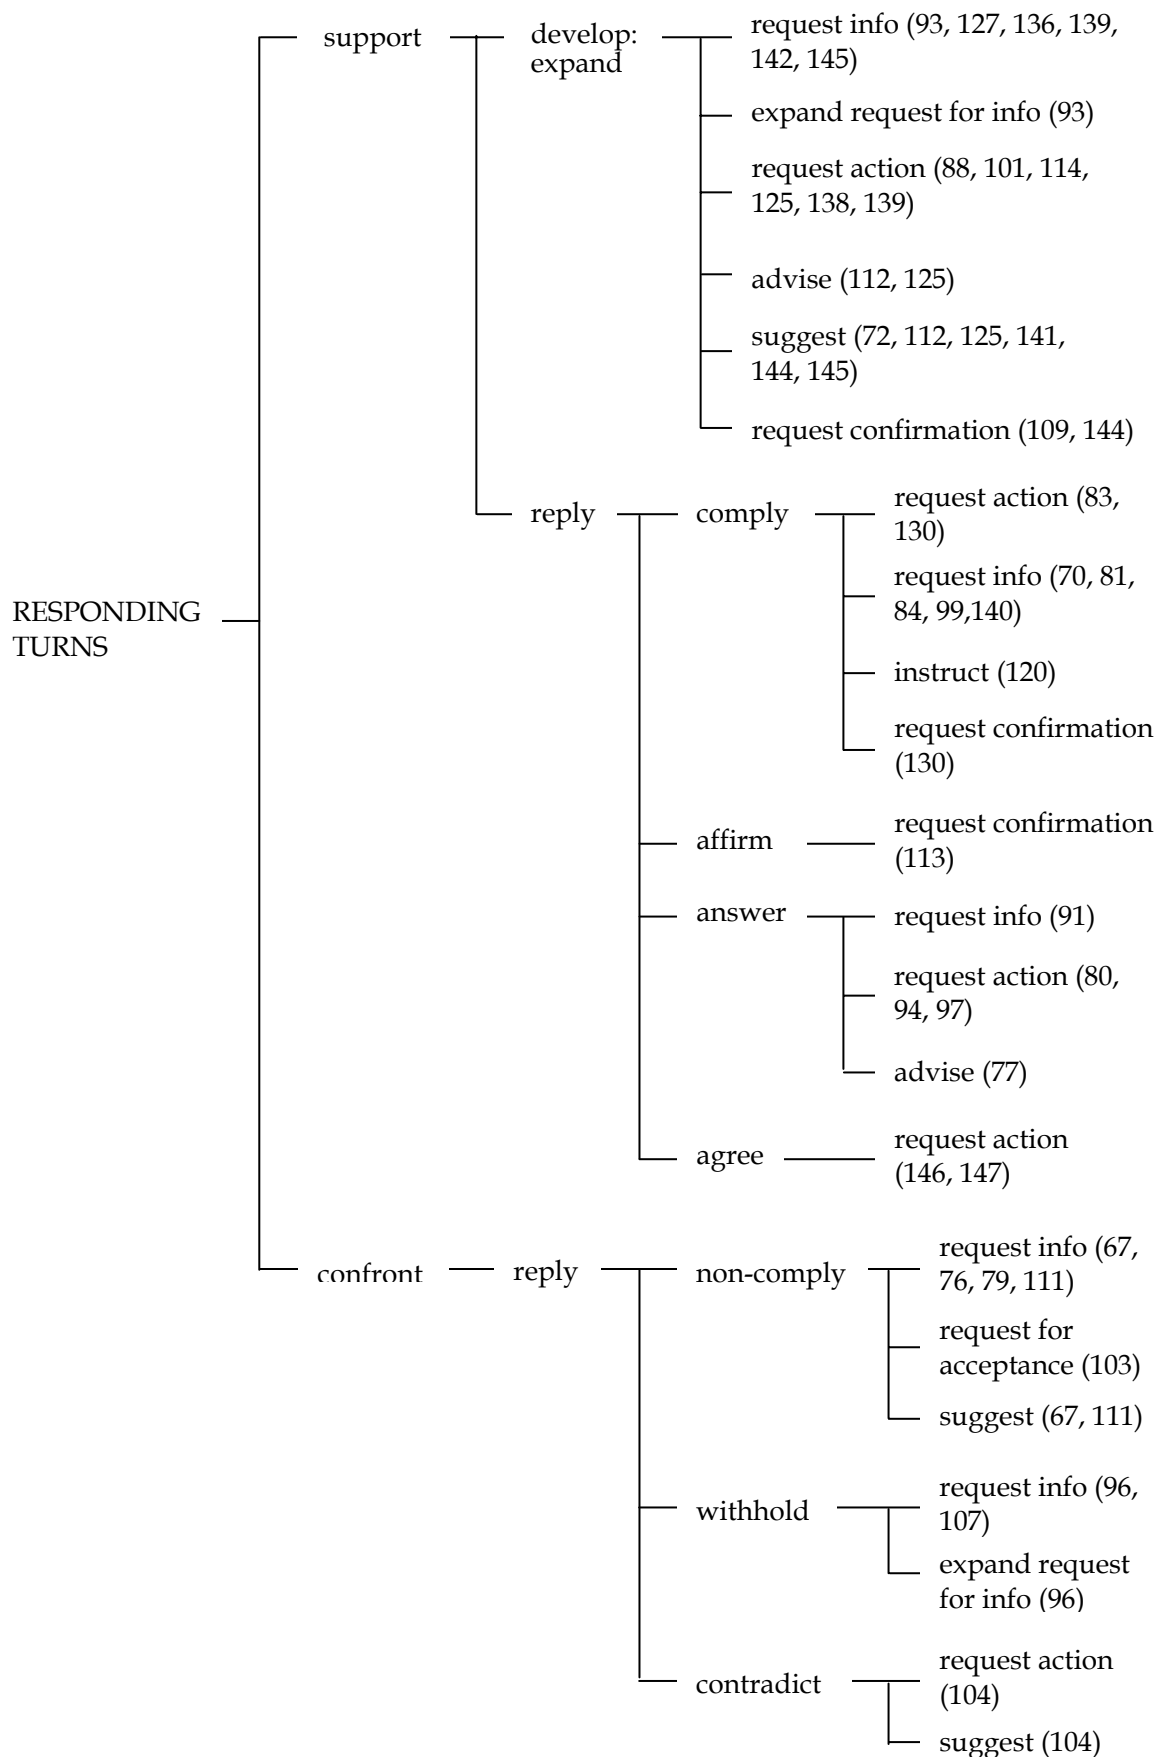 support
develop:
expand
request info (93, 127, 136, 139,
142, 145)
expand request for info (93)
request action (88, 101, 114,
125, 138, 139)
advise (112, 125)
suggest (72, 112, 125, 141,
144, 145)
request confirmation (109, 144)
reply
comply
request action (83,
130)
request info (70, 81,
84, 99,140)
instruct (120)
request confirmation
(130)
RESPONDING
TURNS
affirm
request confirmation
(113)
answer
request info (91)
request action (80,
94, 97)
advise (77)
agree
request action
(146, 147)
confront
reply
non-comply
request info (67,
76, 79, 111)
request for
acceptance (103)
suggest (67, 111)
withhold
request info (96,
107)
expand request
for info (96)
contradict
request action
(104)
suggest (104)